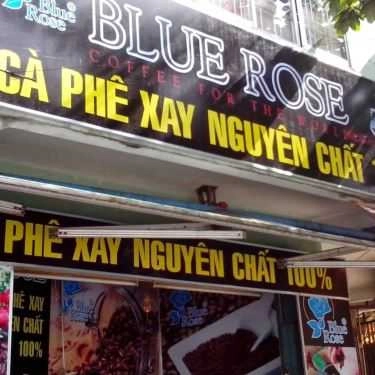 Blue
Rose
BLUE ROSE
COFFEE FOR THE WORLD
CÀ PHÊ XAY NGUYÊN CHẤT
PHÊ XAY NGUYÊN CHẤT 100%
PHÊ XAY
NGUYÊN CHẤT
100%
Blue
Rose
Blue
Rose
Blue
Rose